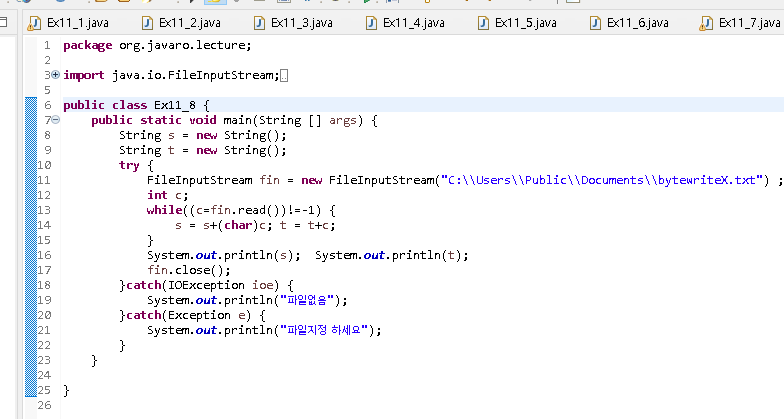 Ex11_1.java Ex11_2.java Ex11_3.java Ex11_4.java Ex11_5.java Ex11_6.java Ex11_7.java
1 package org.javaro.lecture;
2
3 import java.io.FileInputStream;
5
6 public class Ex11_8 {
7 public static void main(String [] args) {
8 String s = new String();
9 String t = new String();
10 try {
11 FileInputStream fin = new FileInputStream("C:\\Users\\Public\\Documents\\bytewriteX.txt") ;
12 int c;
13 while((c=fin.read())!=-1) {
14 s = s+(char)c; t = t+c;
15 }
16 System.out.println(s); System.out.println(t);
17 fin.close();
18 }catch(IOException ioe) {
19 System.out.println("파일없음");
20 }catch(Exception e) {
21 System.out.println("파일지정 하세요");
22 }
23 }
24
25 }
26